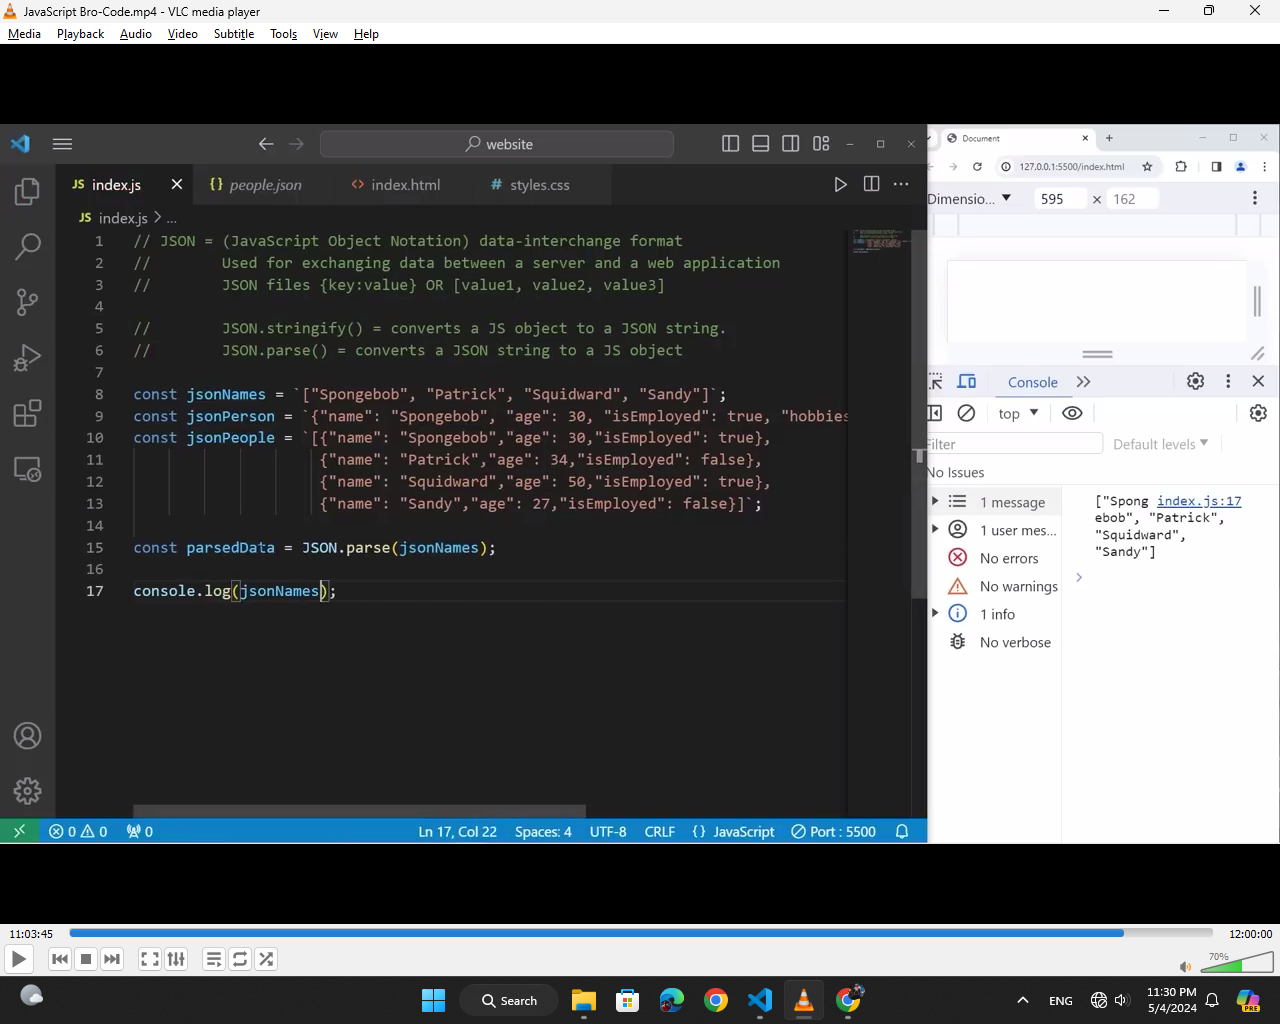 JavaScript Bro-Code.mp4 - VLC media player
Media Playback Audio Video Subtitle Tools View Help
website
JS index.js
{} people.json
<> index.html
# styles.css
JS index.js > ...
1 // JSON = (JavaScript Object Notation) data-interchange format
2 //        Used for exchanging data between a server and a web application
3 //        JSON files {key:value} OR [value1, value2, value3]
4
5 //        JSON.stringify() = converts a JS object to a JSON string.
6 //        JSON.parse() = converts a JSON string to a JS object
7
8 const jsonNames = `["Spongebob", "Patrick", "Squidward", "Sandy"]`;
9 const jsonPerson = `{"name": "Spongebob", "age": 30, "isEmployed": true, "hobbies
10 const jsonPeople = `[{"name": "Spongebob","age": 30,"isEmployed": true},
11 {"name": "Patrick","age": 34,"isEmployed": false},
12 {"name": "Squidward","age": 50,"isEmployed": true},
13 {"name": "Sandy","age": 27,"isEmployed": false}]`;
14
15 const parsedData = JSON.parse(jsonNames);
16
17 console.log(jsonNames);
0 0 0 Ln 17, Col 22 Spaces: 4 UTF-8 CRLF {} JavaScript Port : 5500
Document
127.0.0.1:5500/index.html
Dimensio... 595 × 162
Console
top
Filter Default levels
No Issues
1 message
1 user mes...
No errors
No warnings
1 info
No verbose
["Spong index.js:17
ebob", "Patrick",
"Squidward",
"Sandy"]
11:03:45 12:00:00
70%
Search
ENG
11:30 PM
5/4/2024
PRE